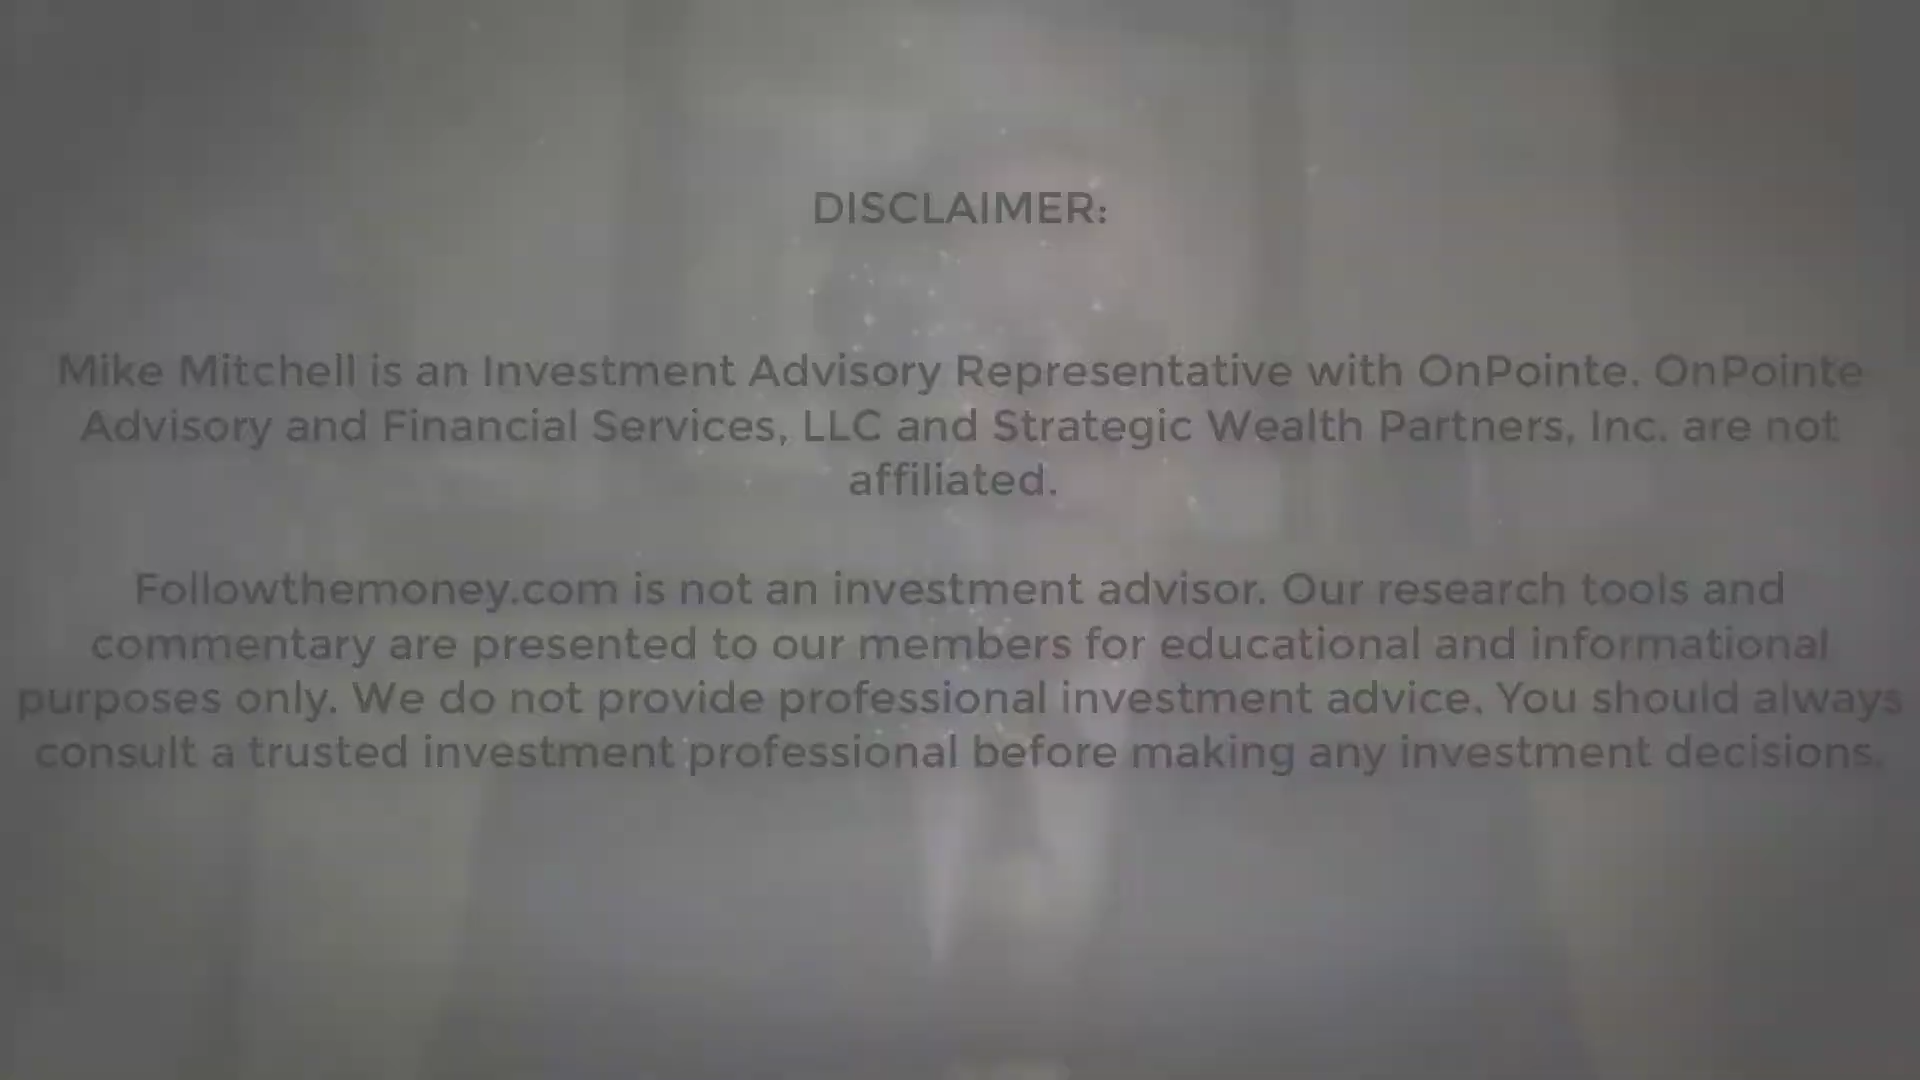 DISCLAIMER:
Mike Mitchell is an Investment Advisory Representative with OnPointe. OnPointe
Advisory and Financial Services, LLC and Strategic Wealth Partners, Inc. are not
affiliated.
Followthemoney.com is not an investment advisor. Our research tools and
commentary are presented to our members for educational and informational
purposes only. We do not provide professional investment advice. You should always
consult a trusted investment professional before making any investment decisions.